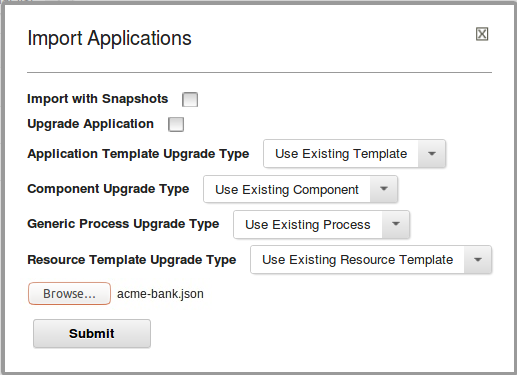 Import Applications
Import with Snapshots
Upgrade Application
Application Template Upgrade Type Use Existing Template
Component Upgrade Type Use Existing Component
Generic Process Upgrade Type Use Existing Process
Resource Template Upgrade Type Use Existing Resource Template
Browse... acme-bank.json
Submit